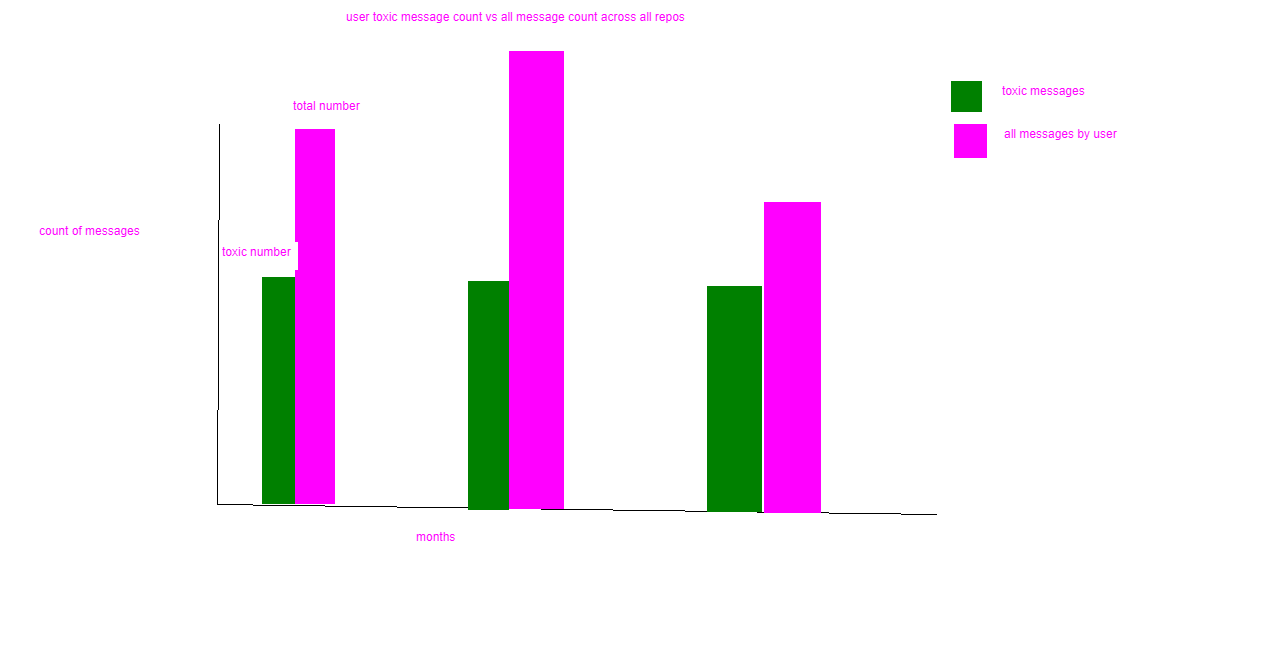 user toxic message count vs all message count across all repos
toxic messages
total number
all messages by user
count of messages
toxic number
months